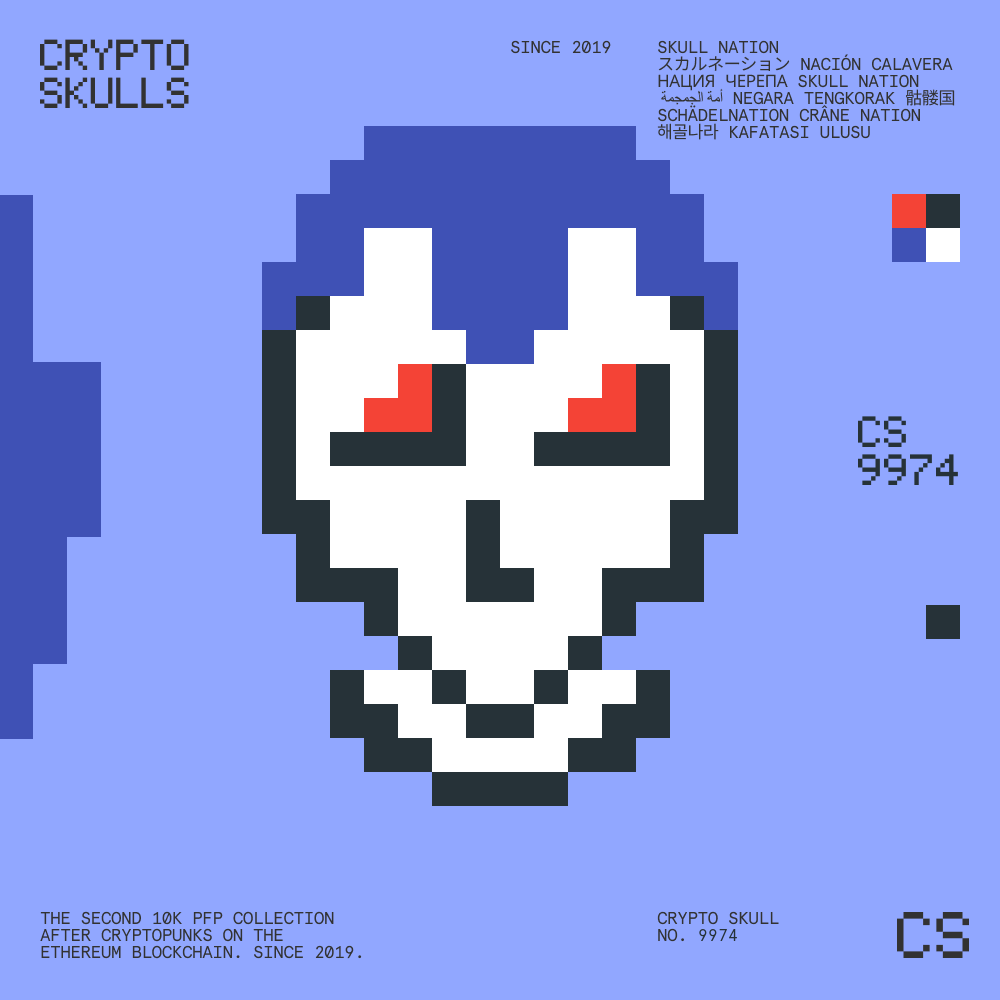 CRYPTO
SKULLS
SINCE 2019
SKULL NATION
スカルネーション NACIÓN CALAVERA
НАЦИЯ ЧЕРЕПА SKULL NATION
أمة الجمجمة NEGARA TENGKORAK 骷髅国
SCHÄDELNATION CRÂNE NATION
해골나라 KAFATASI ULUSU
CS
9974
THE SECOND 10K PFP COLLECTION
AFTER CRYPTOPUNKS ON THE
ETHEREUM BLOCKCHAIN. SINCE 2019.
CRYPTO SKULL
NO. 9974
CS